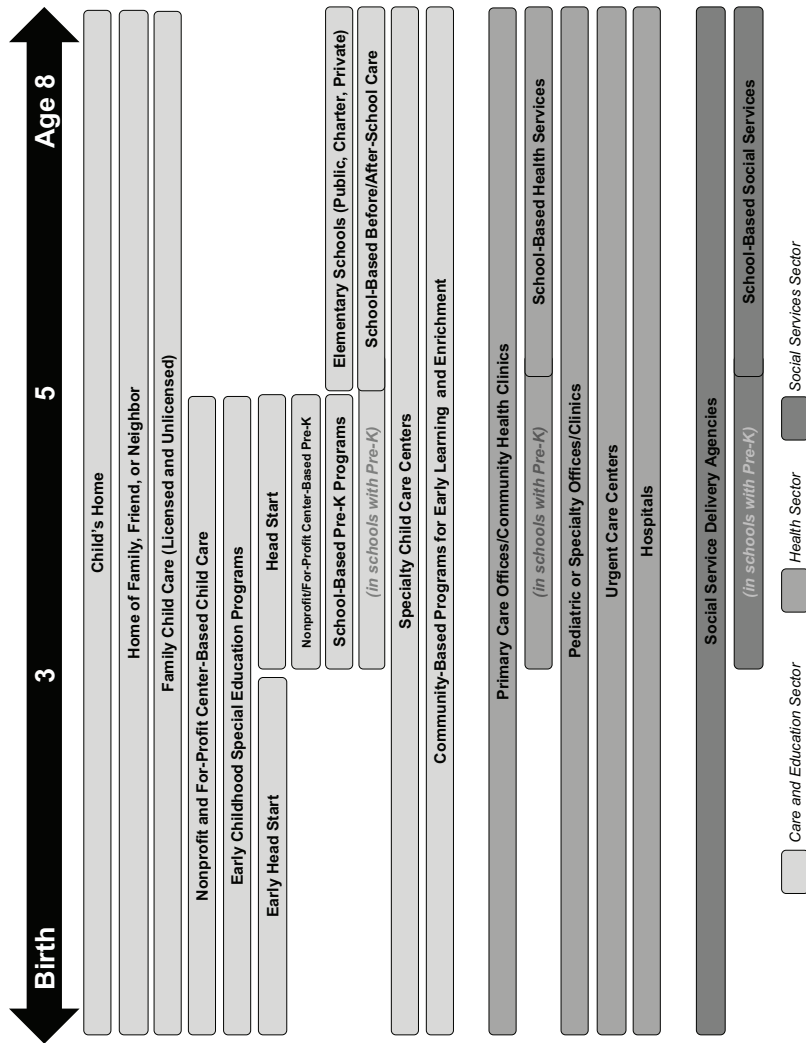 Birth
3
5
Age 8
Child's Home
Home of Family, Friend, or Neighbor
Family Child Care (Licensed and Unlicensed)
Nonprofit and For-Profit Center-Based Child Care
Early Childhood Special Education Programs
Early Head Start
Head Start
Nonprofit/For-Profit Center-Based Pre-K
School-Based Pre-K Programs
Elementary Schools (Public, Charter, Private)
(in schools with Pre-K)
School-Based Before/After-School Care
Specialty Child Care Centers
Community-Based Programs for Early Learning and Enrichment
Primary Care Offices/Community Health Clinics
(in schools with Pre-K)
School-Based Health Services
Pediatric or Specialty Offices/Clinics
Urgent Care Centers
Hospitals
Social Service Delivery Agencies
(in schools with Pre-K)
School-Based Social Services
Care and Education Sector
Health Sector
Social Services Sector